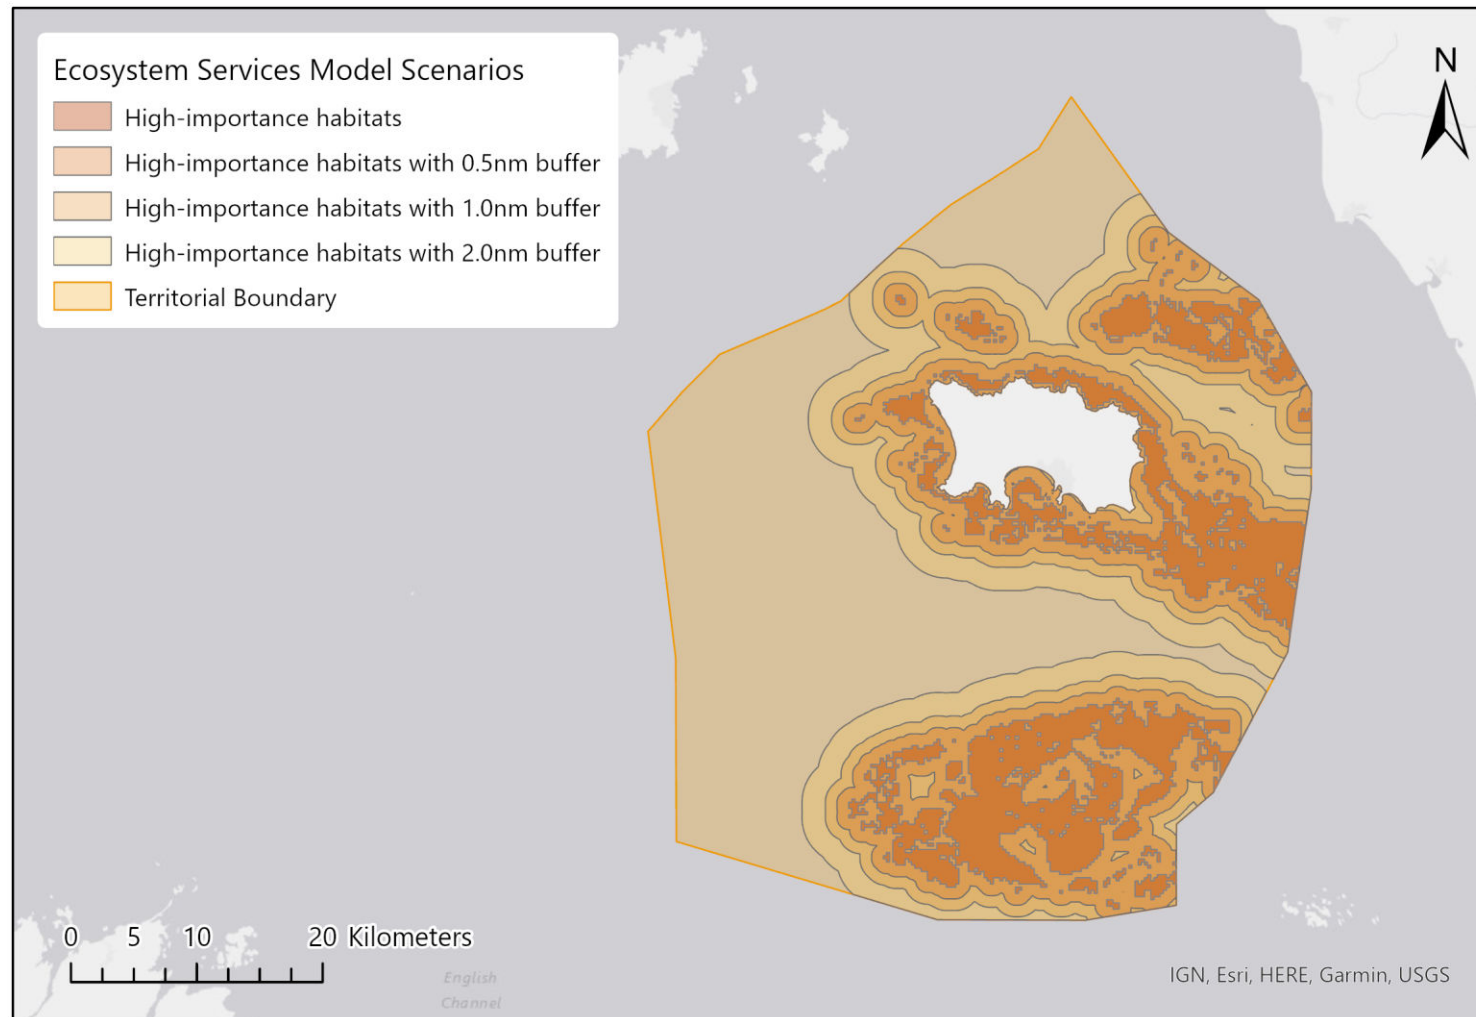 Ecosystem Services Model Scenarios
High-importance habitats
High-importance habitats with 0.5nm buffer
High-importance habitats with 1.0nm buffer
High-importance habitats with 2.0nm buffer
Territorial Boundary
N
0 5 10 20 Kilometers
English
Channel
IGN, Esri, HERE, Garmin, USGS